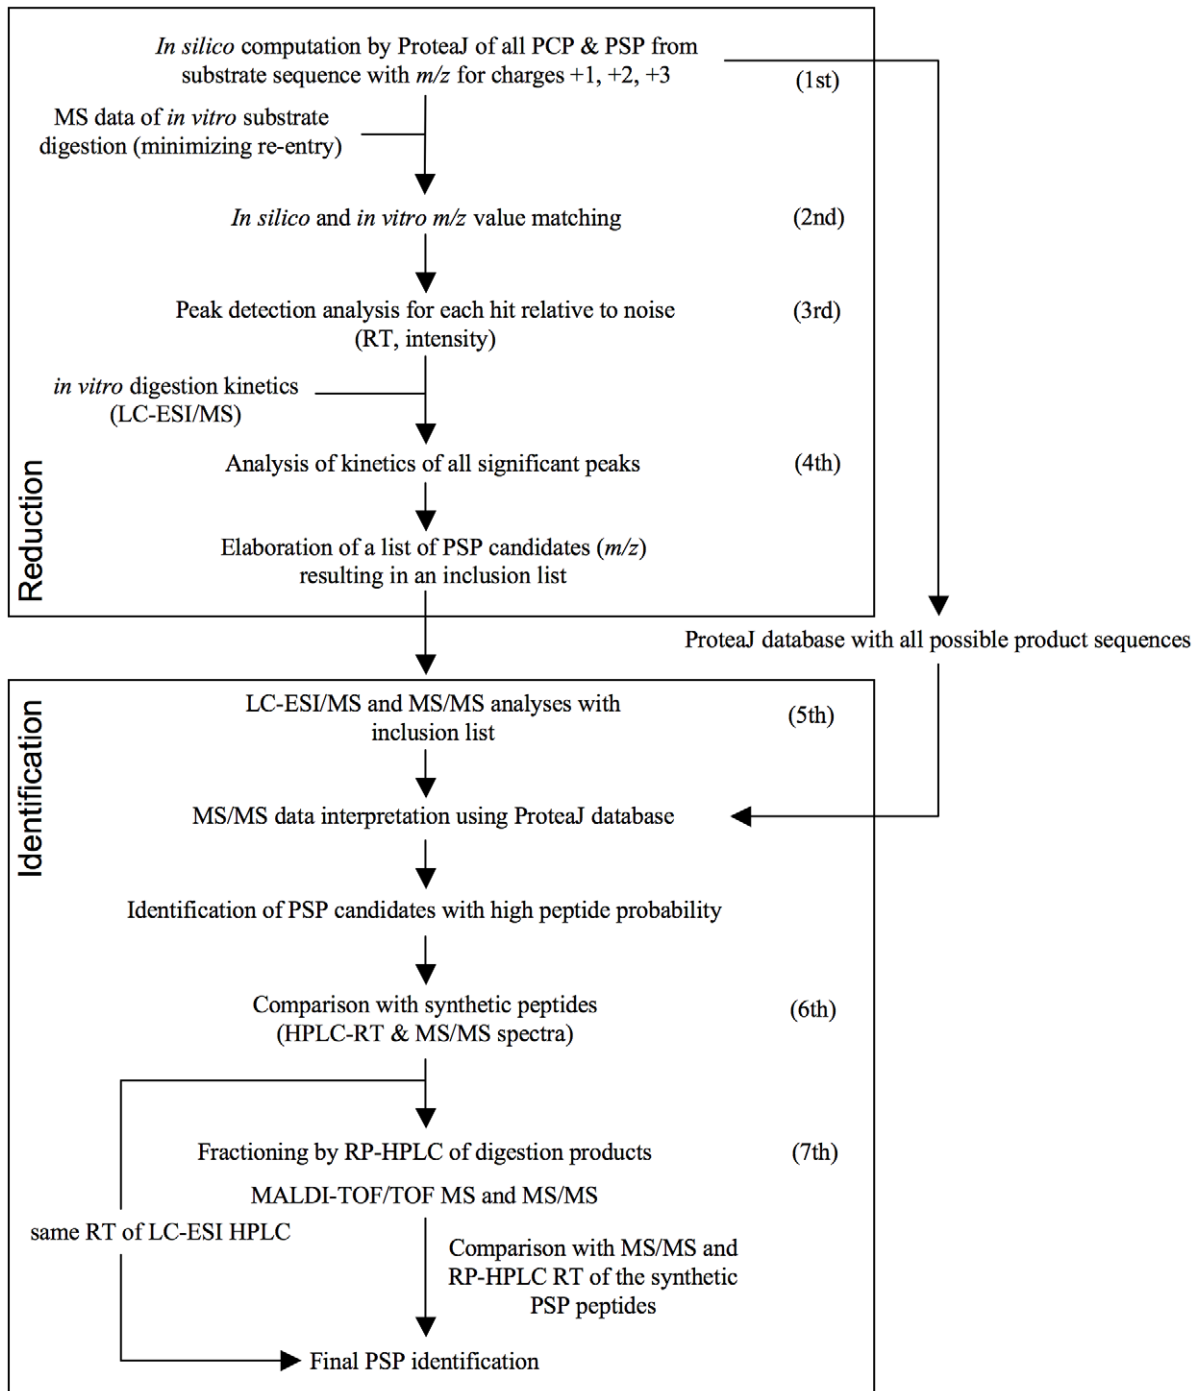 In silico computation by ProteaJ of all PCP & PSP from
substrate sequence with m/z for charges +1, +2, +3
(1st)
MS data of in vitro substrate
digestion (minimizing re-entry)
In silico and in vitro m/z value matching
(2nd)
Peak detection analysis for each hit relative to noise
(RT, intensity)
(3rd)
in vitro digestion kinetics
(LC-ESI/MS)
Analysis of kinetics of all significant peaks
(4th)
Elaboration of a list of PSP candidates (m/z)
resulting in an inclusion list
Reduction
ProteaJ database with all possible product sequences
Identification
LC-ESI/MS and MS/MS analyses with
inclusion list
(5th)
MS/MS data interpretation using ProteaJ database
Identification of PSP candidates with high peptide probability
Comparison with synthetic peptides
(HPLC-RT & MS/MS spectra)
(6th)
Fractioning by RP-HPLC of digestion products
(7th)
MALDI-TOF/TOF MS and MS/MS
same RT of LC-ESI HPLC
Comparison with MS/MS and
RP-HPLC RT of the synthetic
PSP peptides
Final PSP identification